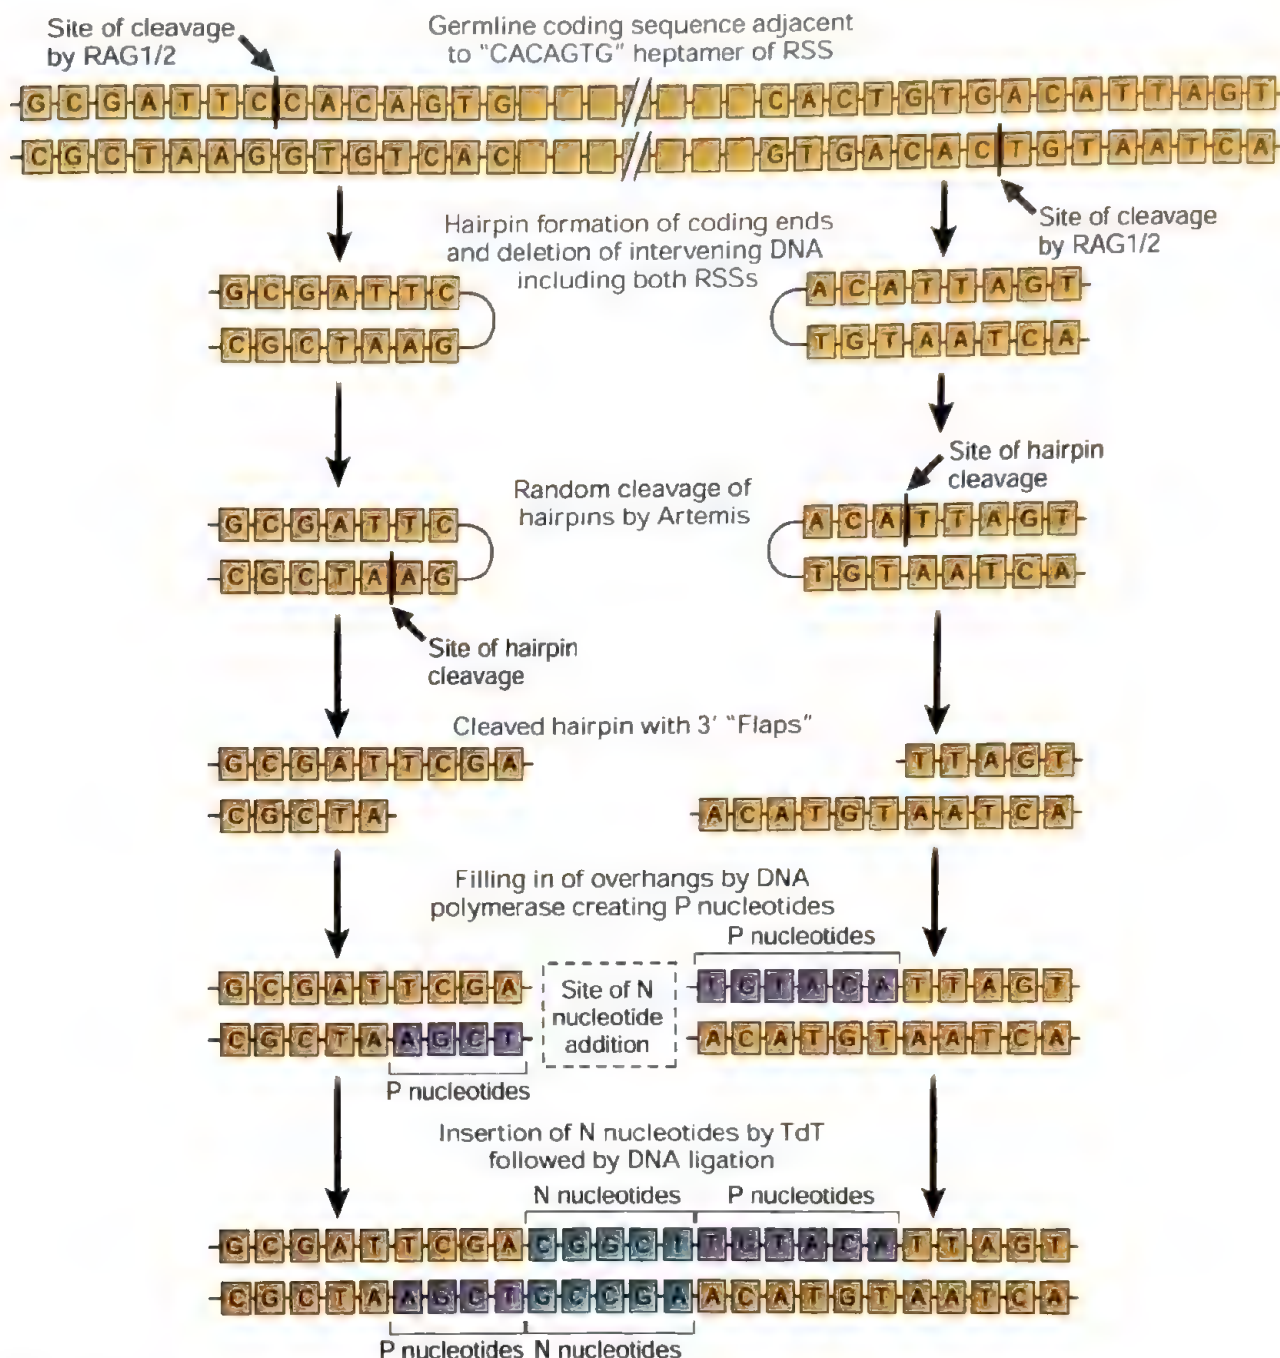 Site of cleavage
by RAG1/2
Germline coding sequence adjacent
to "CACAGTG" heptamer of RSS
G C G A T T C C A C A G T G C A C T G T G A C A T T A G T
C G C T A A G G T G T C A C G T G A C A C T G T A A T C A
Site of cleavage
by RAG1/2
Hairpin formation of coding ends
and deletion of intervening DNA
including both RSSs
G C G A T T C
C G C T A A G
A C A T T A G T
T G T A A T C A
Random cleavage of
hairpins by Artemis
Site of hairpin
cleavage
G C G A T T C
C G C T A A G
A C A T T A G T
T G T A A T C A
Site of hairpin
cleavage
Cleaved hairpin with 3' "Flaps"
G C G A T T C G A
C G C T A
T T A G T
A C A T G T A A T C A
Filling in of overhangs by DNA
polymerase creating P nucleotides
P nucleotides
G C G A T T C G A
C G C T A A G C T
Site of N
nucleotide
addition
T G T A C A T T A G T
A C A T G T A A T C A
P nucleotides
Insertion of N nucleotides by TdT
followed by DNA ligation
N nucleotides P nucleotides
G C G A T T C G A C G G C T T G T A C A T T A G T
C G C T A A G C T G C C G A A C A T G T A A T C A
P nucleotides N nucleotides